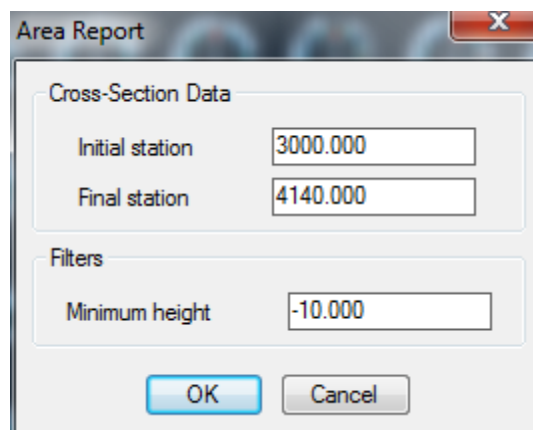 Area Report
Cross-Section Data
Initial station 3000.000
Final station 4140.000
Filters
Minimum height -10.000
OK Cancel